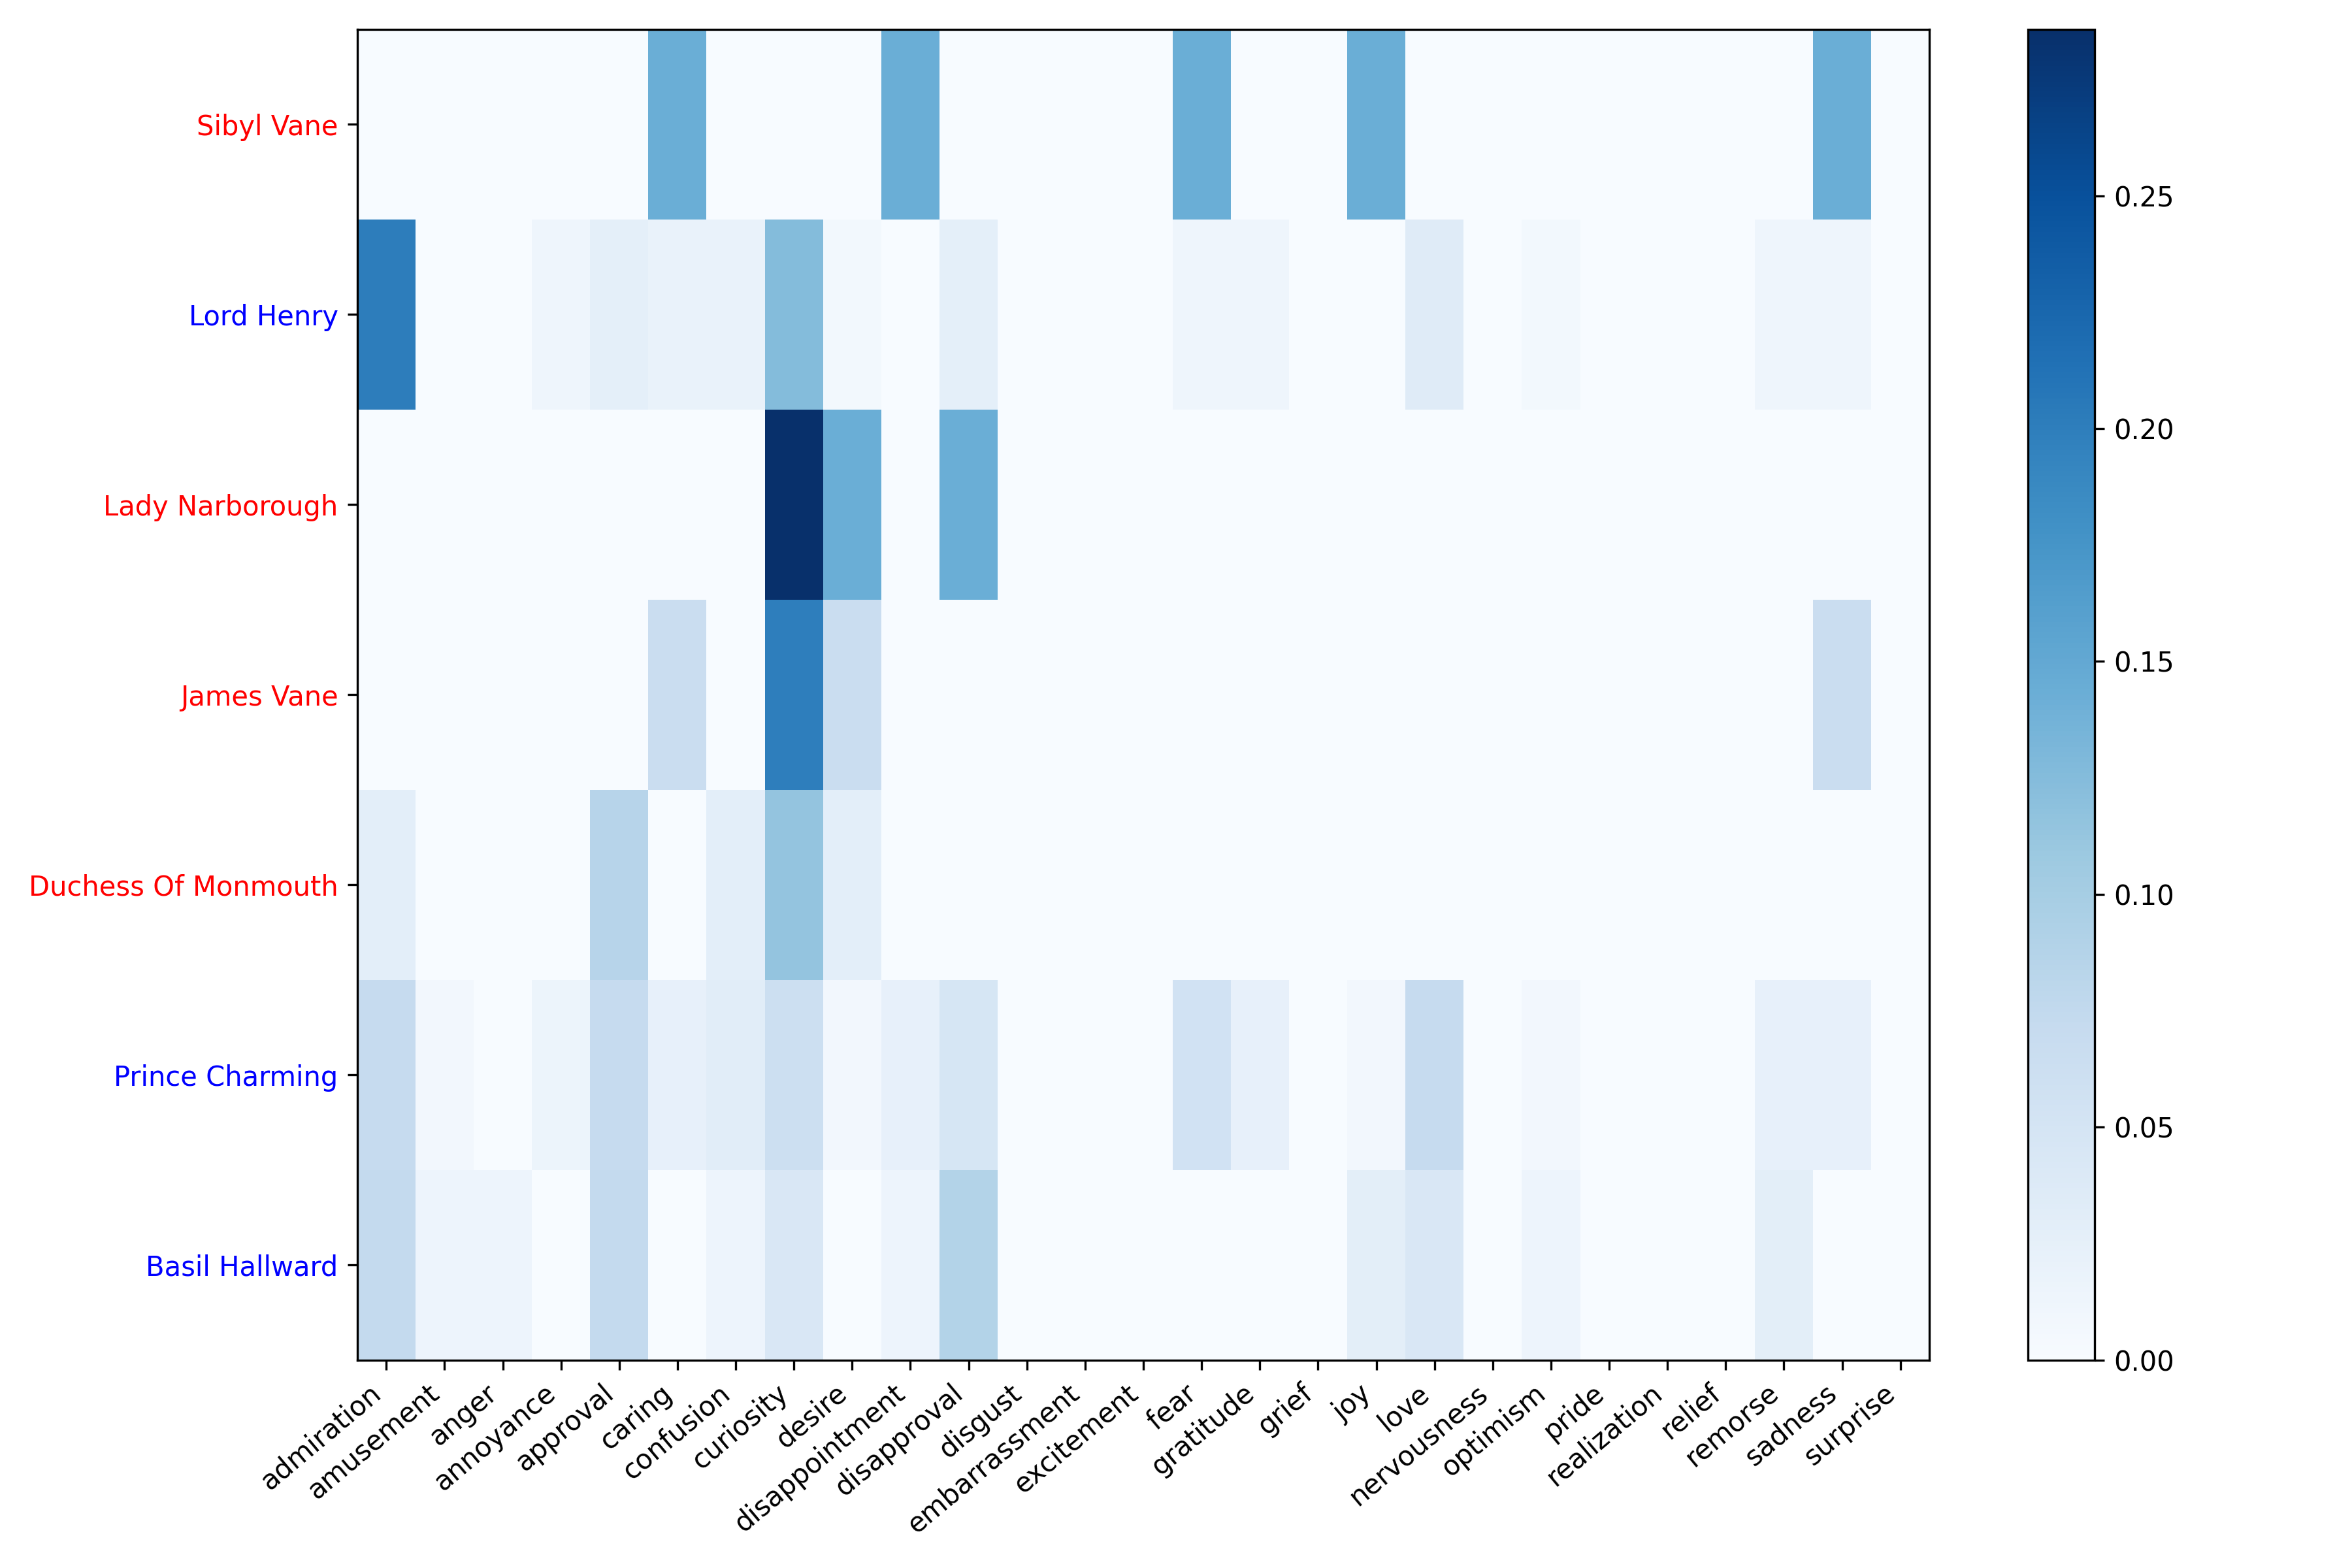 Sibyl Vane
Lord Henry
Lady Narborough
James Vane
Duchess Of Monmouth
Prince Charming
Basil Hallward
admiration
amusement
anger
annoyance
approval
caring
confusion
curiosity
desire
disappointment
disapproval
disgust
embarrassment
excitement
fear
gratitude
grief
joy
love
nervousness
optimism
pride
realization
relief
remorse
sadness
surprise
0.25
0.20
0.15
0.10
0.05
0.00